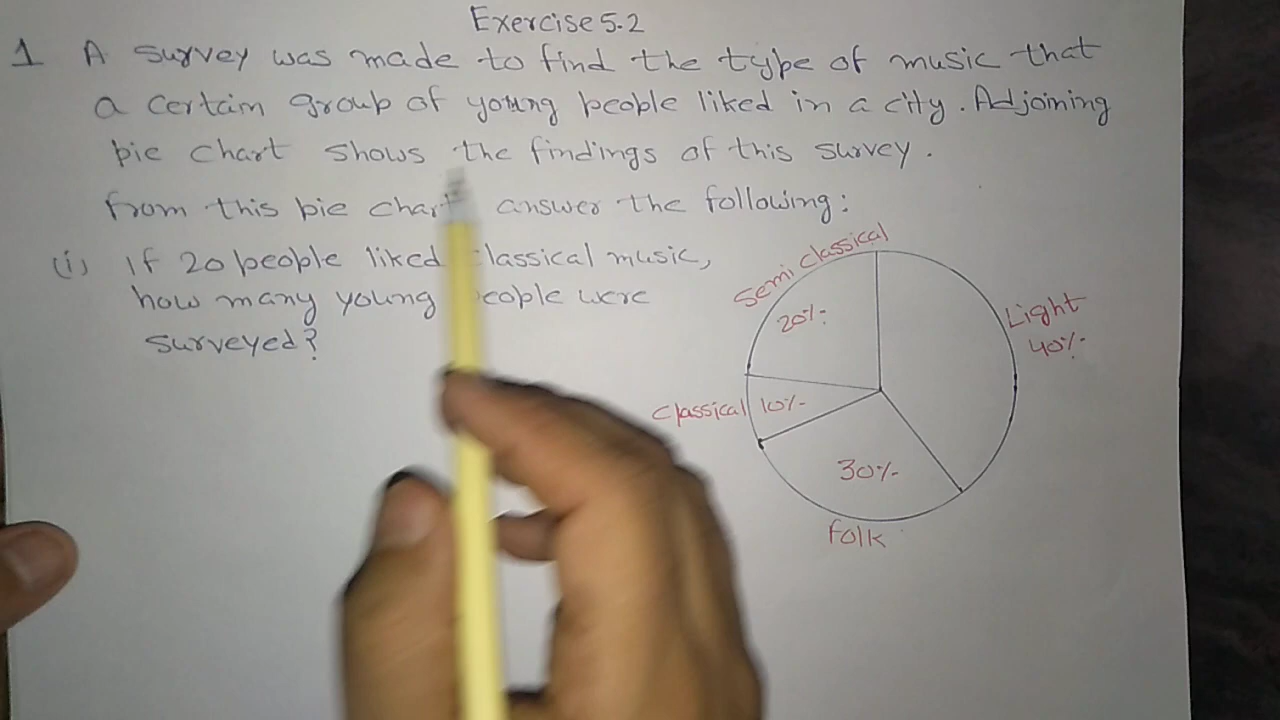 Exercise 5.2
1 A survey was made to find the type of music that
a certain group of young people liked in a city. Adjoining
pie chart shows the findings of this survey.
From this pie chart answer the following:
(i) If 20 people liked classical music,
how many young people were
surveyed?
Semi classical
20%
Light
40%
Classical 10%
30%
folk